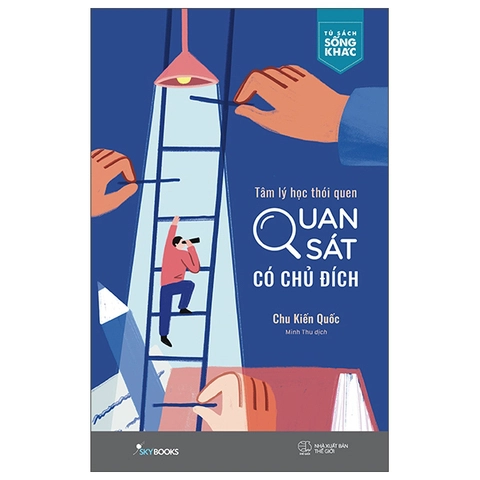 TỦ SÁCH
SỐNG
KHÁC
Tâm lý học thói quen
QUAN
SÁT
CÓ CHỦ ĐÍCH
Chu Kiến Quốc
Minh Thu dịch
SKYBOOKS
NHÀ XUẤT BẢN
THẾ GIỚI